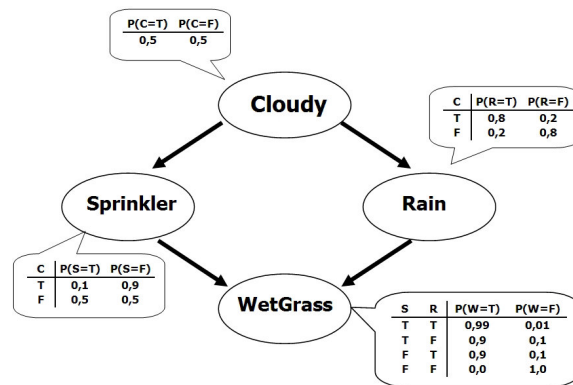 P(C=T) P(C=F)
0,5 0,5
Cloudy
C P(R=T) P(R=F)
T 0,8 0,2
F 0,2 0,8
Sprinkler
Rain
C P(S=T) P(S=F)
T 0,1 0,9
F 0,5 0,5
WetGrass
S R P(W=T) P(W=F)
T T 0,99 0,01
T F 0,9 0,1
F T 0,9 0,1
F F 0,0 1,0